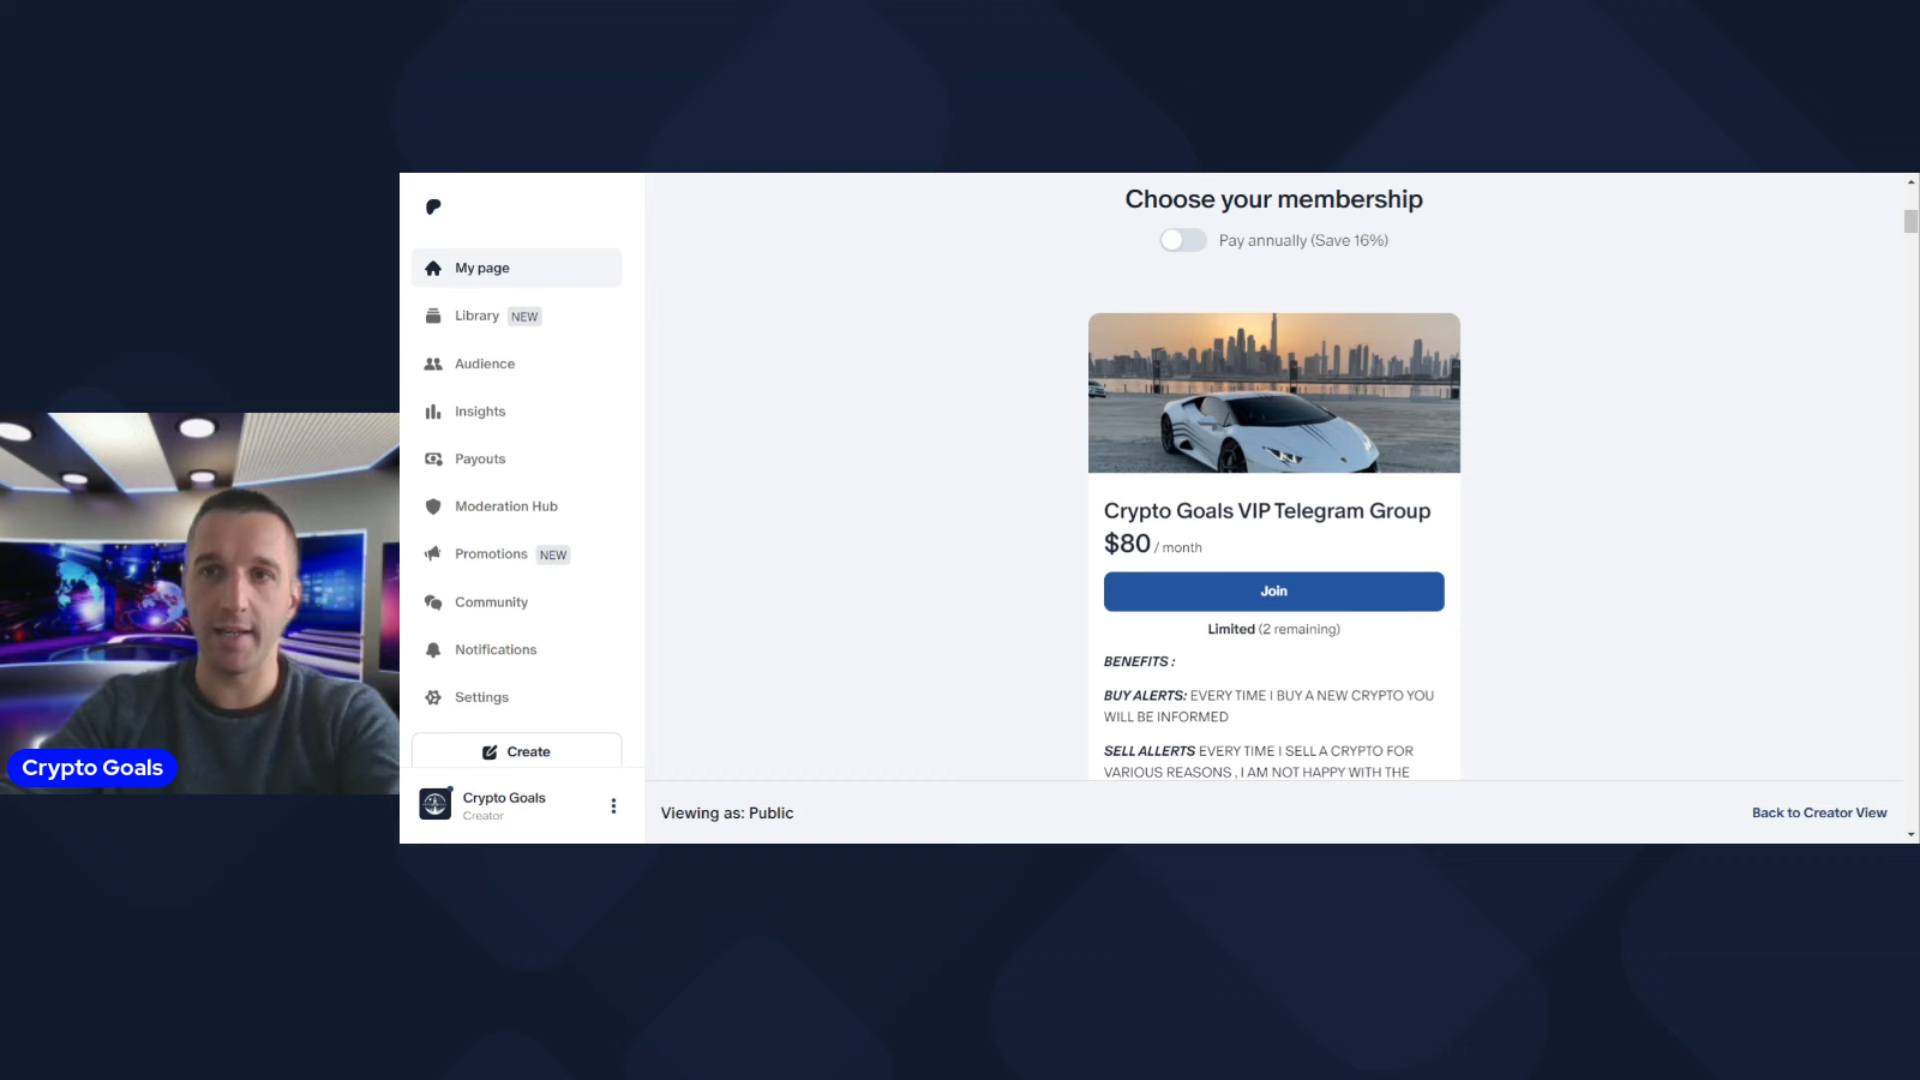 Choose your membership
Pay annually (Save 16%)
My page
Library NEW
Audience
Insights
Payouts
Moderation Hub
Promotions NEW
Community
Notifications
Settings
Create
Crypto Goals
Creator
Crypto Goals VIP Telegram Group
$80 / month
Join
Limited (2 remaining)
BENEFITS :
BUY ALERTS: EVERY TIME I BUY A NEW CRYPTO YOU
WILL BE INFORMED
SELL ALLERTS EVERY TIME I SELL A CRYPTO FOR
VARIOUS REASONS , I AM NOT HAPPY WITH THE
Viewing as: Public
Back to Creator View
Crypto Goals